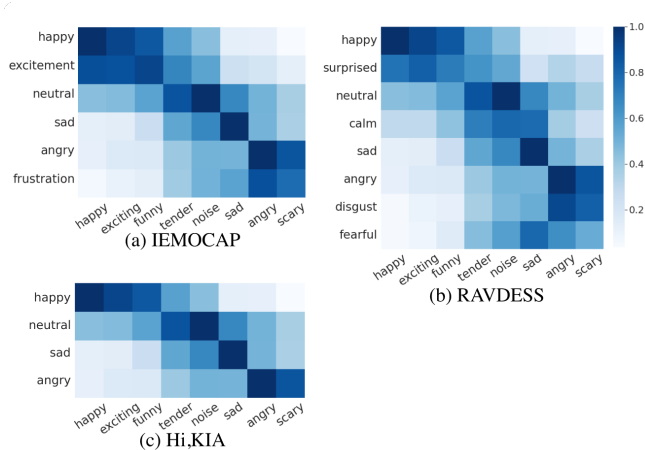 happy
excitement
neutral
sad
angry
frustration
happy exciting funny tender noise sad angry scary
(a) IEMOCAP
happy
surprised
neutral
calm
sad
angry
disgust
fearful
happy exciting funny tender noise sad angry scary
(b) RAVDESS
1.0
0.8
0.6
0.4
0.2
happy
neutral
sad
angry
happy exciting funny tender noise sad angry scary
(c) Hi,KIA